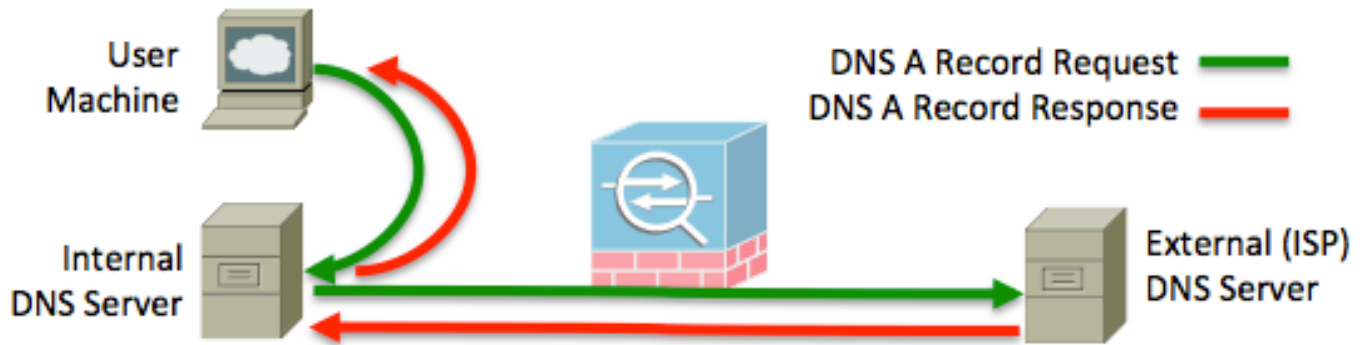 User
Machine
DNS A Record Request
DNS A Record Response
Internal
DNS Server
External (ISP)
DNS Server